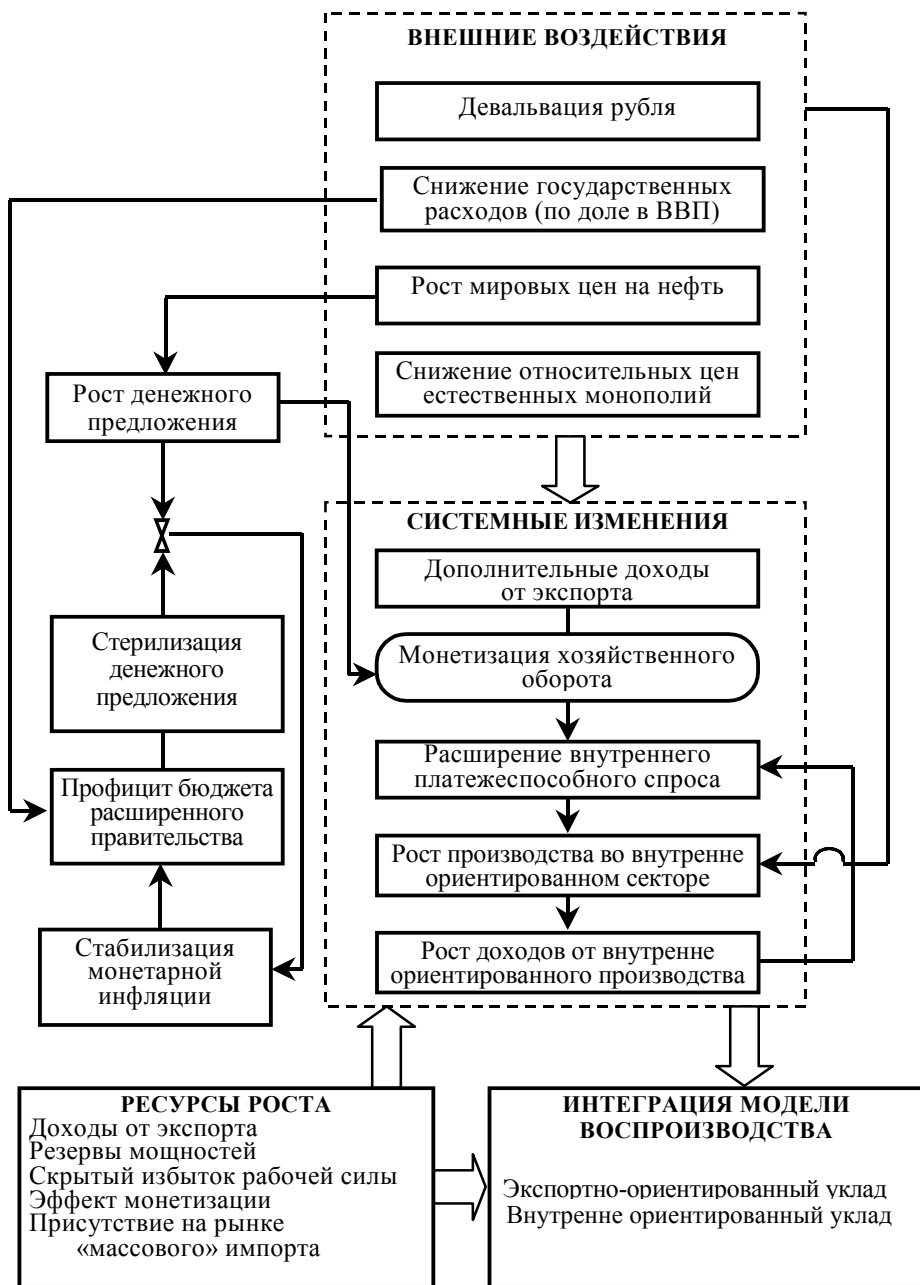 ВНЕШНИЕ ВОЗДЕЙСТВИЯ
Девальвация рубля
Снижение государственных
расходов (по доле в ВВП)
Рост мировых цен на нефть
Снижение относительных цен
естественных монополий
Рост денежного
предложения
СИСТЕМНЫЕ ИЗМЕНЕНИЯ
Дополнительные доходы
от экспорта
Монетизация хозяйственного
оборота
Расширение внутреннего
платежеспособного спроса
Рост производства во внутренне
ориентированном секторе
Рост доходов от внутренне
ориентированного производства
Стерилизация
денежного
предложения
Профицит бюджета
расширенного
правительства
Стабилизация
монетарной
инфляции
РЕСУРСЫ РОСТА
Доходы от экспорта
Резервы мощностей
Скрытый избыток рабочей силы
Эффект монетизации
Присутствие на рынке
«массового» импорта
ИНТЕГРАЦИЯ МОДЕЛИ
ВОСПРОИЗВОДСТВА
Экспортно-ориентированный уклад
Внутренне ориентированный уклад